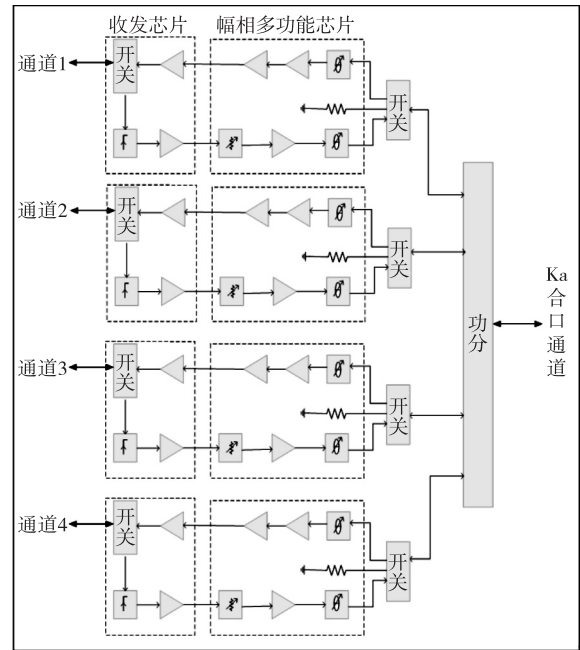 收发芯片 幅相多功能芯片
通道1 开关 开关
通道2 开关 开关
功分 Ka合口通道
通道3 开关 开关
通道4 开关 开关